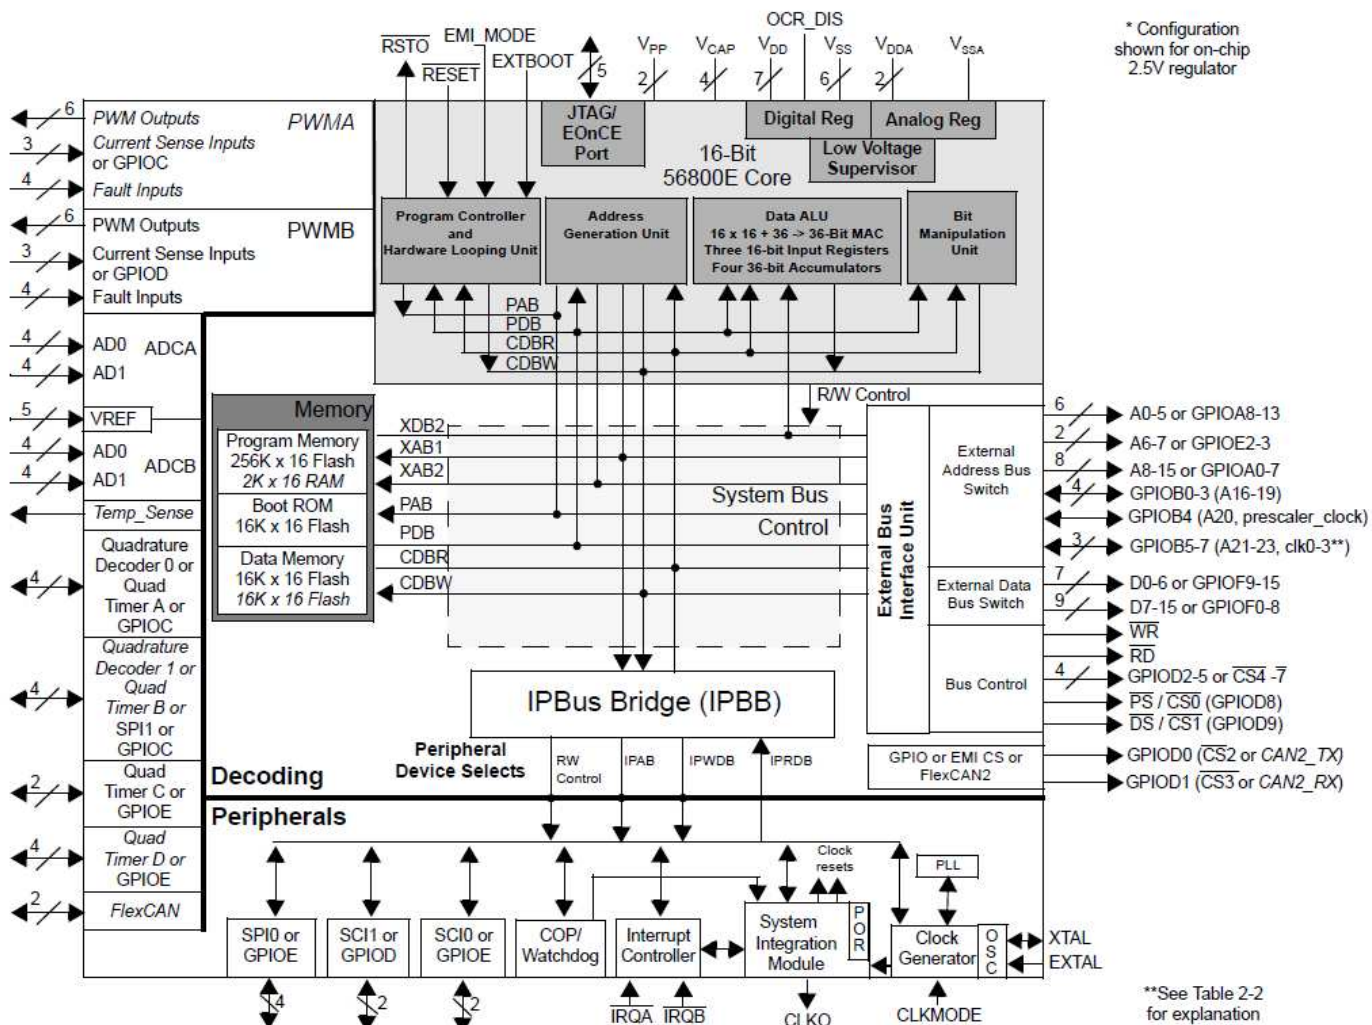 OCR_DIS
* Configuration
shown for on-chip
2.5V regulator
RSTO
EMI_MODE
RESET
EXTBOOT
5
VPP
2
VCAP
4
VDD
7
VSS
6
VDDA
2
VSSA
6
PWM Outputs
PWMA
3
Current Sense Inputs
or GPIOC
4
Fault Inputs
6
PWM Outputs
PWMB
3
Current Sense Inputs
or GPIOD
4
Fault Inputs
JTAG/
EOnCE
Port
Digital Reg
Analog Reg
Low Voltage
Supervisor
16-Bit
56800E Core
Program Controller
and
Hardware Looping Unit
Address
Generation Unit
Data ALU
16 x 16 + 36 -> 36-Bit MAC
Three 16-bit Input Registers
Four 36-bit Accumulators
Bit
Manipulation
Unit
PAB
PDB
CDBR
CDBW
4
AD0
ADCA
4
AD1
5
VREF
4
AD0
ADCB
4
AD1
Temp_Sense
4
Quadrature
Decoder 0 or
Quad
Timer A or
GPIOC
4
Quadrature
Decoder 1 or
Quad
Timer B or
SPI1 or
GPIOC
2
Quad
Timer C or
GPIOE
4
Quad
Timer D or
GPIOE
2
FlexCAN
Memory
Program Memory
256K x 16 Flash
2K x 16 RAM
Boot ROM
16K x 16 Flash
Data Memory
16K x 16 Flash
16K x 16 Flash
XDB2
XAB1
XAB2
PAB
PDB
CDBR
CDBW
System Bus
Control
R/W Control
External Bus
Interface Unit
External
Address Bus
Switch
External Data
Bus Switch
Bus Control
GPIO or EMI CS or
FlexCAN2
6
A0-5 or GPIOA8-13
2
A6-7 or GPIOE2-3
8
A8-15 or GPIOA0-7
4
GPIOB0-3 (A16-19)
GPIOB4 (A20, prescaler_clock)
3
GPIOB5-7 (A21-23, clk0-3**)
7
D0-6 or GPIOF9-15
9
D7-15 or GPIOF0-8
WR
RD
4
GPIOD2-5 or CS4 -7
PS / CS0 (GPIOD8)
DS / CS1 (GPIOD9)
GPIOD0 (CS2 or CAN2_TX)
GPIOD1 (CS3 or CAN2_RX)
IPBus Bridge (IPBB)
Peripheral
Device Selects
RW
Control
IPAB
IPWDB
IPRDB
Decoding
Peripherals
Clock
resets
PLL
SPI0 or
GPIOE
SCI1 or
GPIOD
SCI0 or
GPIOE
COP/
Watchdog
Interrupt
Controller
System
Integration
Module
POR
Clock
Generator
OSC
XTAL
EXTAL
4
2
2
IRQA
IRQB
CLKO
CLKMODE
**See Table 2-2
for explanation